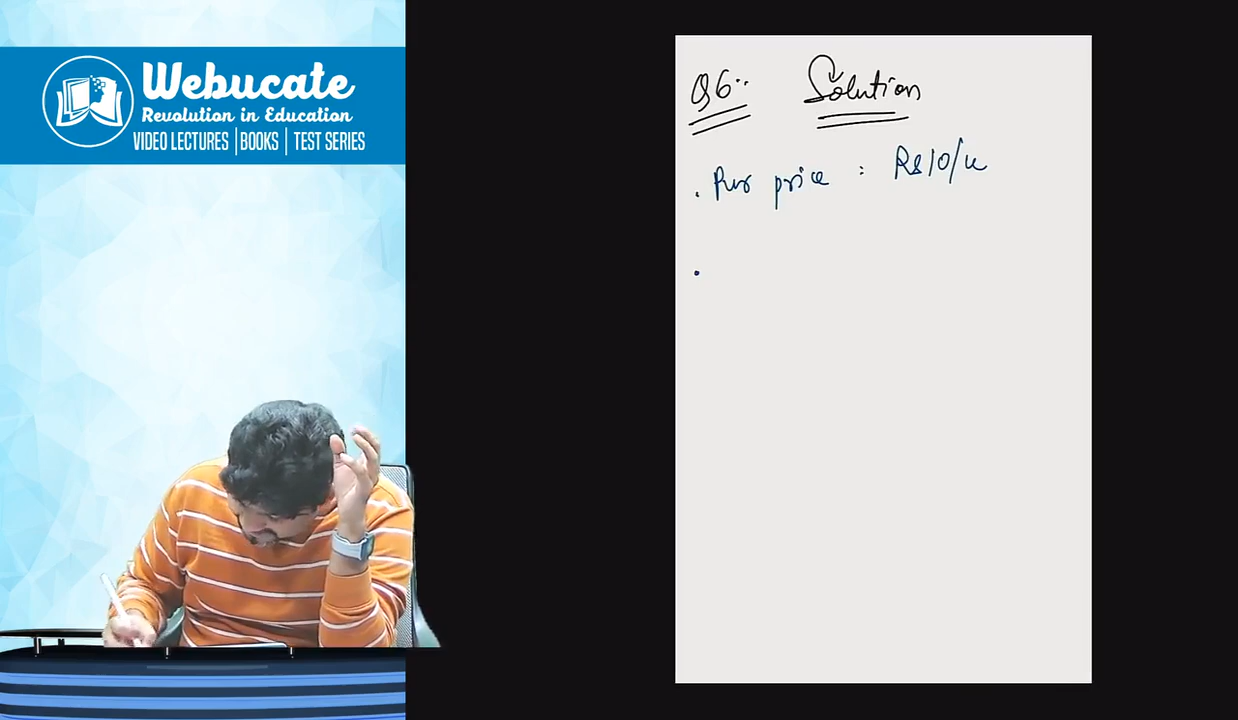 Webucate
Revolution in Education
VIDEO LECTURES | BOOKS | TEST SERIES
Q6:- Solution
. Pur price : Rs10/u
.